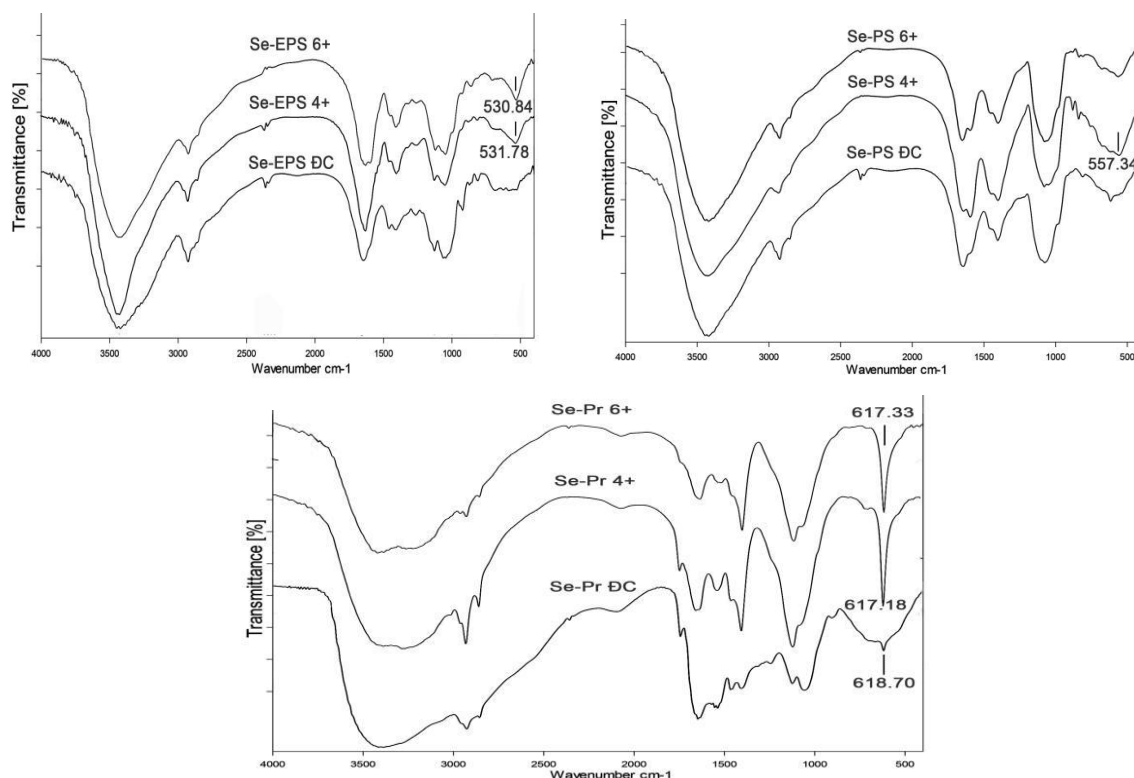 Se-EPS 6+
Se-EPS 4+
Se-EPS ĐC
530.84
531.78
Transmittance [%]
4000 3500 3000 2500 2000 1500 1000 500
Wavenumber cm-1
Se-PS 6+
Se-PS 4+
Se-PS ĐC
557.34
Transmittance [%]
4000 3500 3000 2500 2000 1500 1000 500
Wavenumber cm-1
Se-Pr 6+
617.33
Se-Pr 4+
617.18
Se-Pr ĐC
618.70
Transmittance [%]
4000 3500 3000 2500 2000 1500 1000 500
Wavenumber cm-1